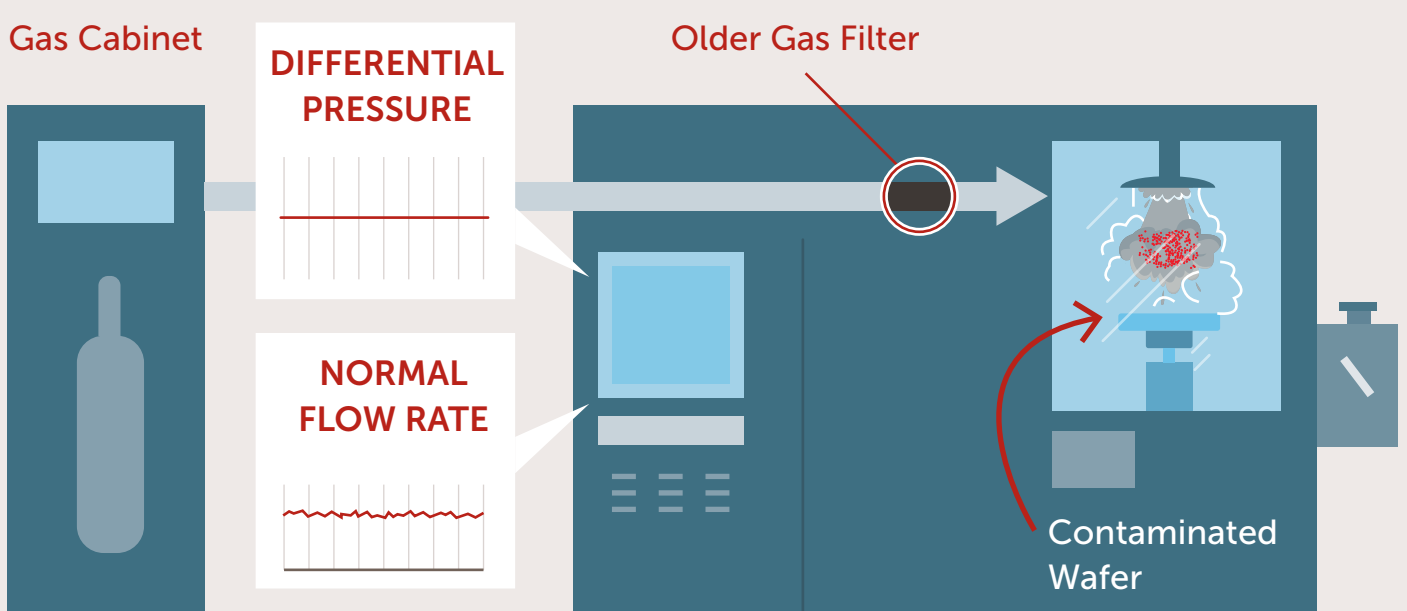 Gas Cabinet
DIFFERENTIAL
PRESSURE
Older Gas Filter
NORMAL
FLOW RATE
Contaminated
Wafer